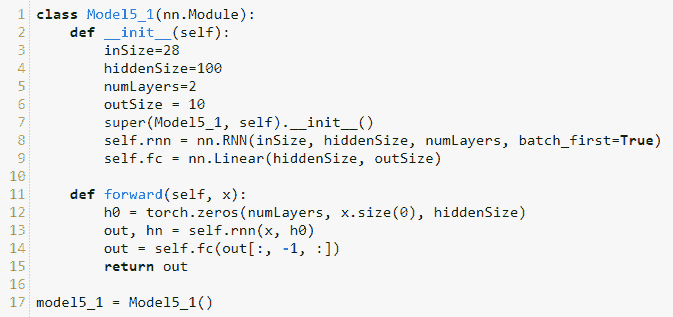 1 class Model5_1(nn.Module):
2     def __init__(self):
3         inSize=28
4         hiddenSize=100
5         numLayers=2
6         outSize = 10
7         super(Model5_1, self).__init__()
8         self.rnn = nn.RNN(inSize, hiddenSize, numLayers, batch_first=True)
9         self.fc = nn.Linear(hiddenSize, outSize)
10
11     def forward(self, x):
12         h0 = torch.zeros(numLayers, x.size(0), hiddenSize)
13         out, hn = self.rnn(x, h0)
14         out = self.fc(out[:, -1, :])
15         return out
16
17 model5_1 = Model5_1()